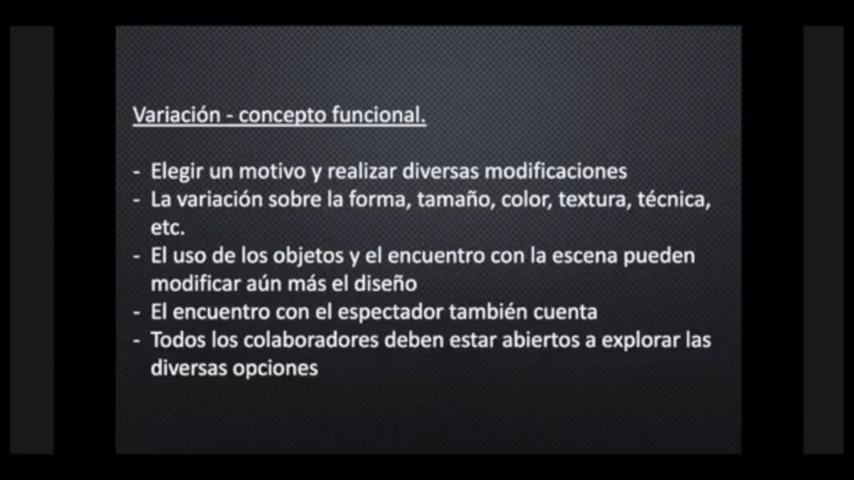 Variación - concepto funcional.
- Elegir un motivo y realizar diversas modificaciones
- La variación sobre la forma, tamaño, color, textura, técnica,
etc.
- El uso de los objetos y el encuentro con la escena pueden
modificar aún más el diseño
- El encuentro con el espectador también cuenta
- Todos los colaboradores deben estar abiertos a explorar las
diversas opciones